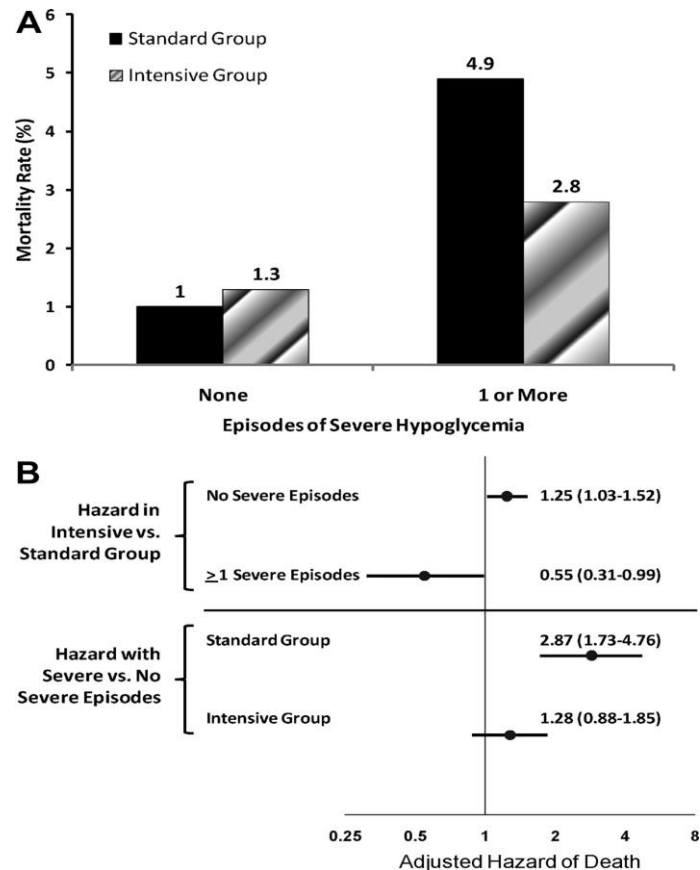 A
6
5
4
3
2
1
0
Mortality Rate (%)
Standard Group
Intensive Group
1
1.3
4.9
2.8
None
1 or More
Episodes of Severe Hypoglycemia
B
Hazard in
Intensive vs.
Standard Group
No Severe Episodes
1.25 (1.03-1.52)
≥1 Severe Episodes
0.55 (0.31-0.99)
Hazard with
Severe vs. No
Severe Episodes
Standard Group
2.87 (1.73-4.76)
Intensive Group
1.28 (0.88-1.85)
0.25 0.5 1 2 4 8
Adjusted Hazard of Death